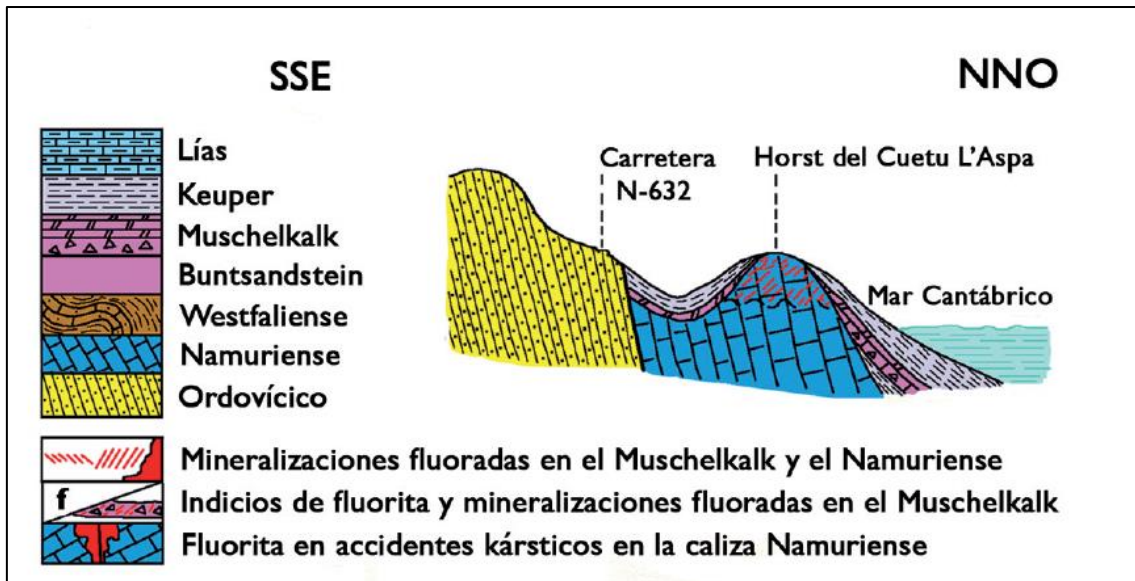 SSE
NNO
Lías
Keuper
Muschelkalk
Buntsandstein
Westfaliense
Namuriense
Ordovícico
Carretera
N-632
Horst del Cuetu L'Aspa
Mar Cantábrico
Mineralizaciones fluoradas en el Muschelkalk y el Namuriense
f
Indicios de fluorita y mineralizaciones fluoradas en el Muschelkalk
Fluorita en accidentes kársticos en la caliza Namuriense